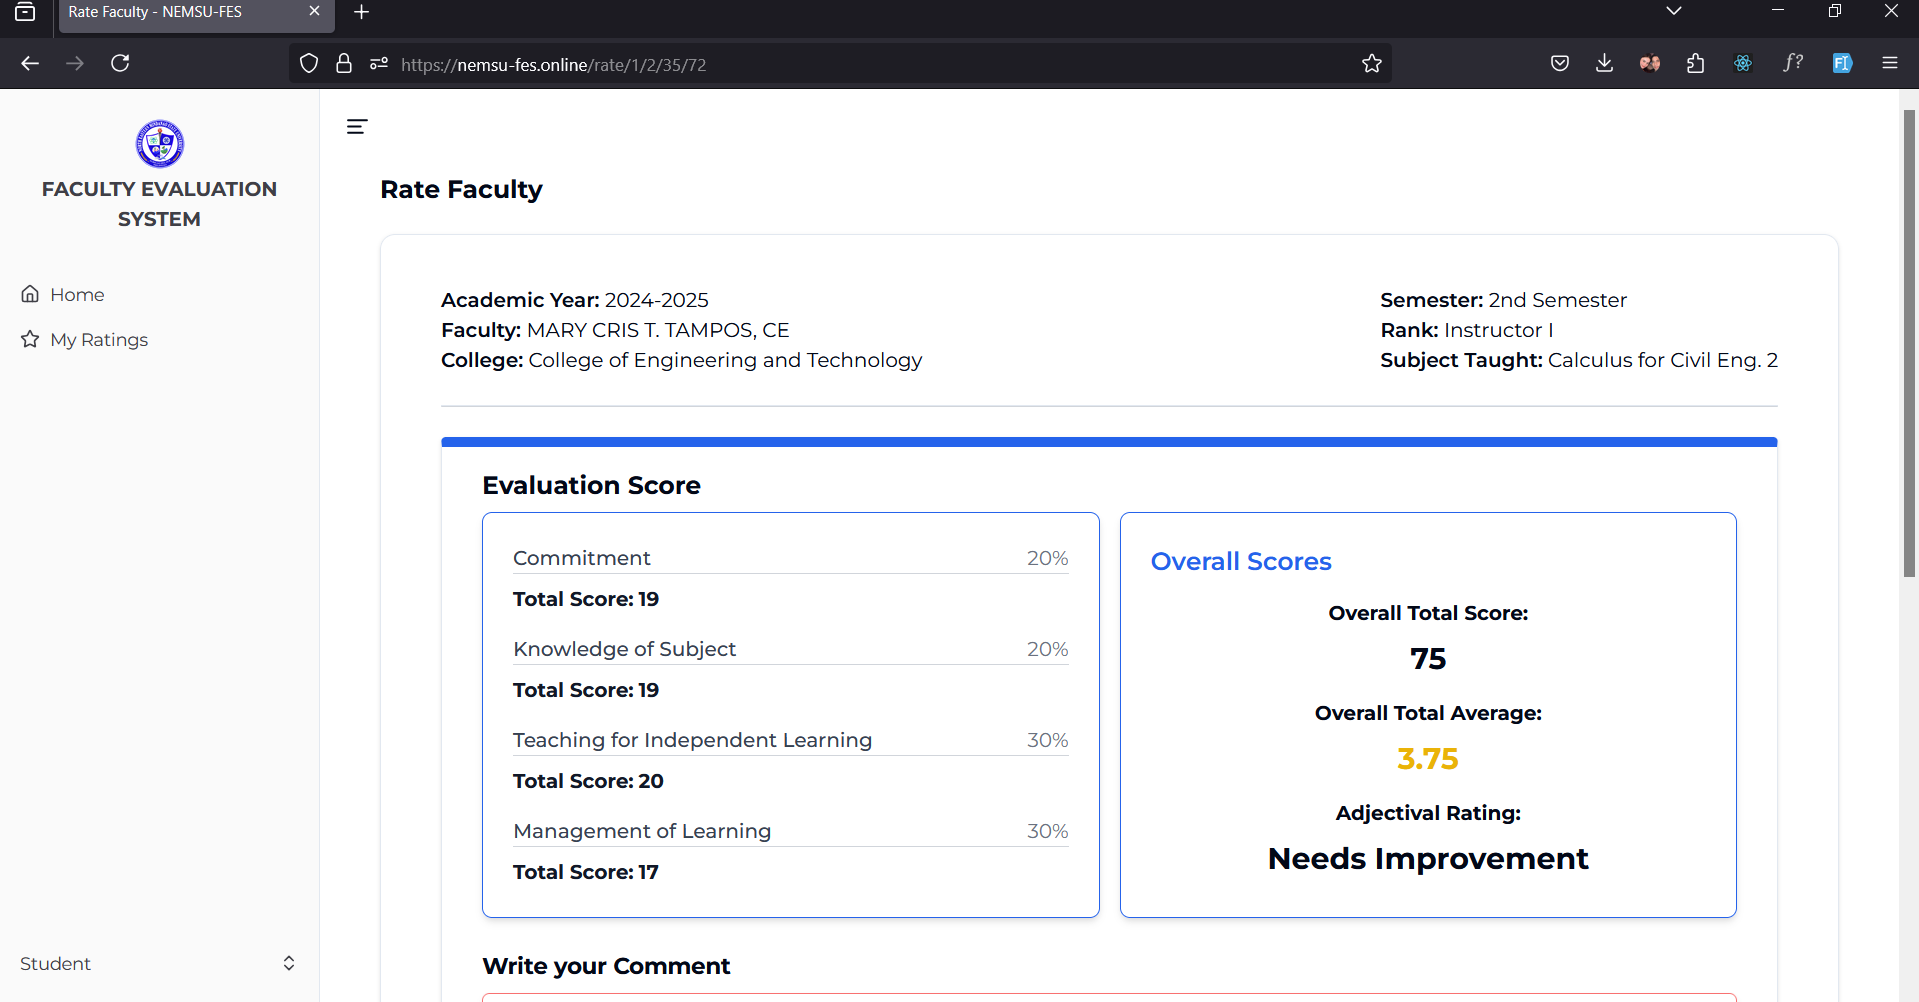 Rate Faculty - NEMSU-FES
https://nemsu-fes.online/rate/1/2/35/72
f?
FI
FACULTY EVALUATION
SYSTEM
Home
My Ratings
Student
Rate Faculty
Academic Year: 2024-2025
Faculty: MARY CRIS T. TAMPOS, CE
College: College of Engineering and Technology
Semester: 2nd Semester
Rank: Instructor I
Subject Taught: Calculus for Civil Eng. 2
Evaluation Score
Commitment 20%
Total Score: 19
Knowledge of Subject 20%
Total Score: 19
Teaching for Independent Learning 30%
Total Score: 20
Management of Learning 30%
Total Score: 17
Overall Scores
Overall Total Score:
75
Overall Total Average:
3.75
Adjectival Rating:
Needs Improvement
Write your Comment